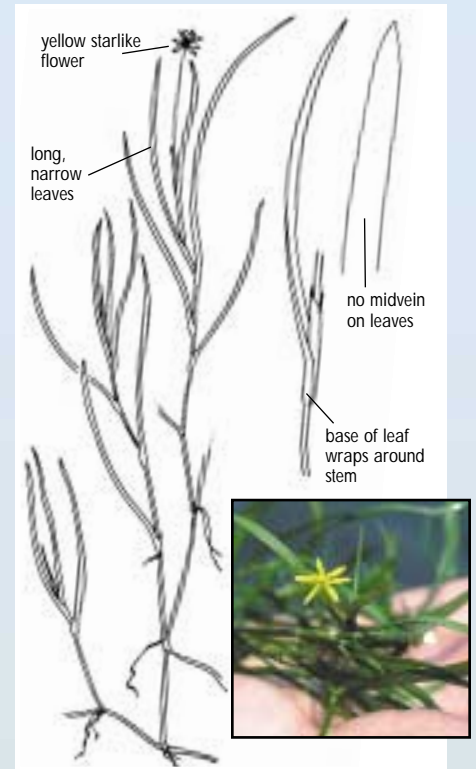 yellow starlike
flower
long,
narrow
leaves
no midvein
on leaves
base of leaf
wraps around
stem